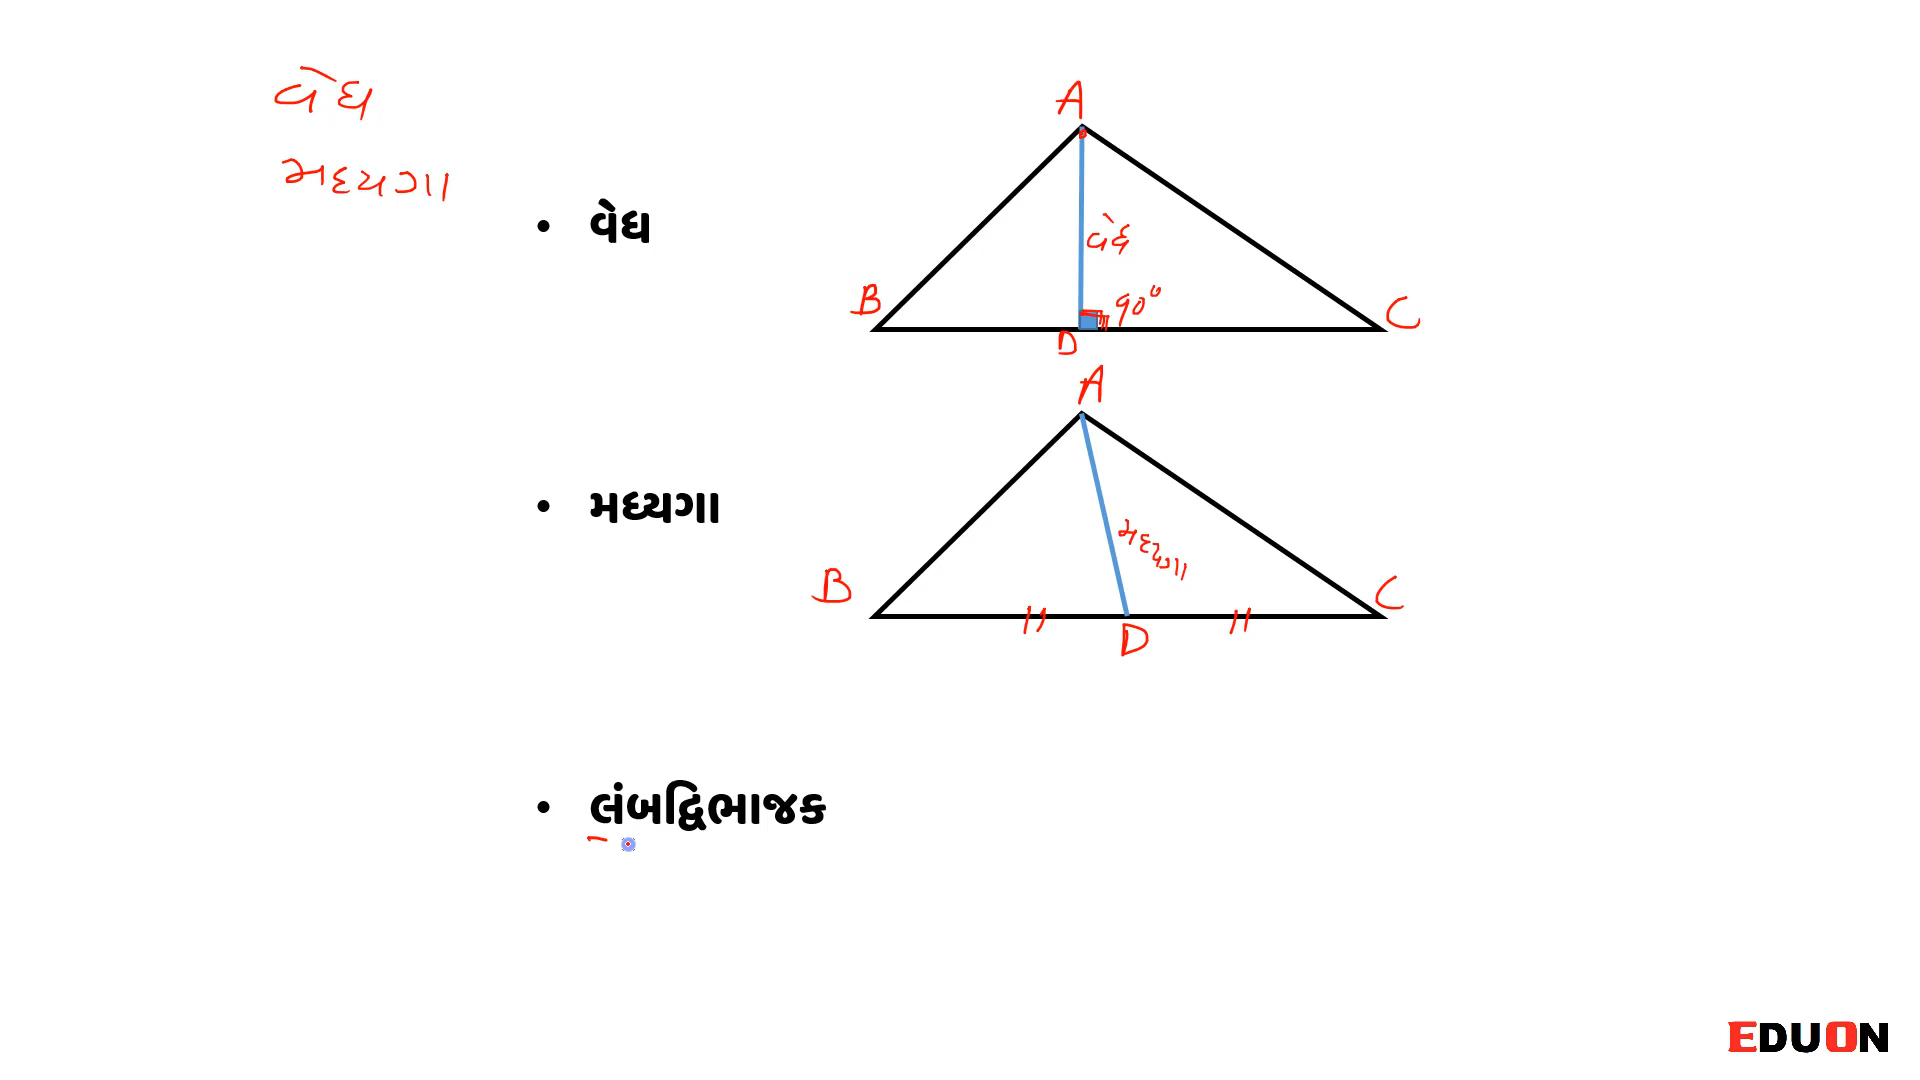 વેધ
મધ્યગા
• વેધ
A
વેધ
90°
B
C
D
• મધ્યગા
A
મધ્યગા
B
C
D
• લંબદ્વિભાજક
EDUON